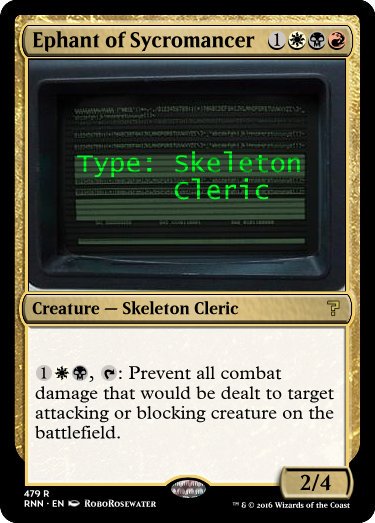 Ephant of Sycromancer 1
Type: Skeleton
Cleric
Creature — Skeleton Cleric
1, : Prevent all combat
damage that would be dealt to target
attacking or blocking creature on the
battlefield.
479 R
RNN • EN RoboRosewater
™ & © 2016 Wizards of the Coast
2/4